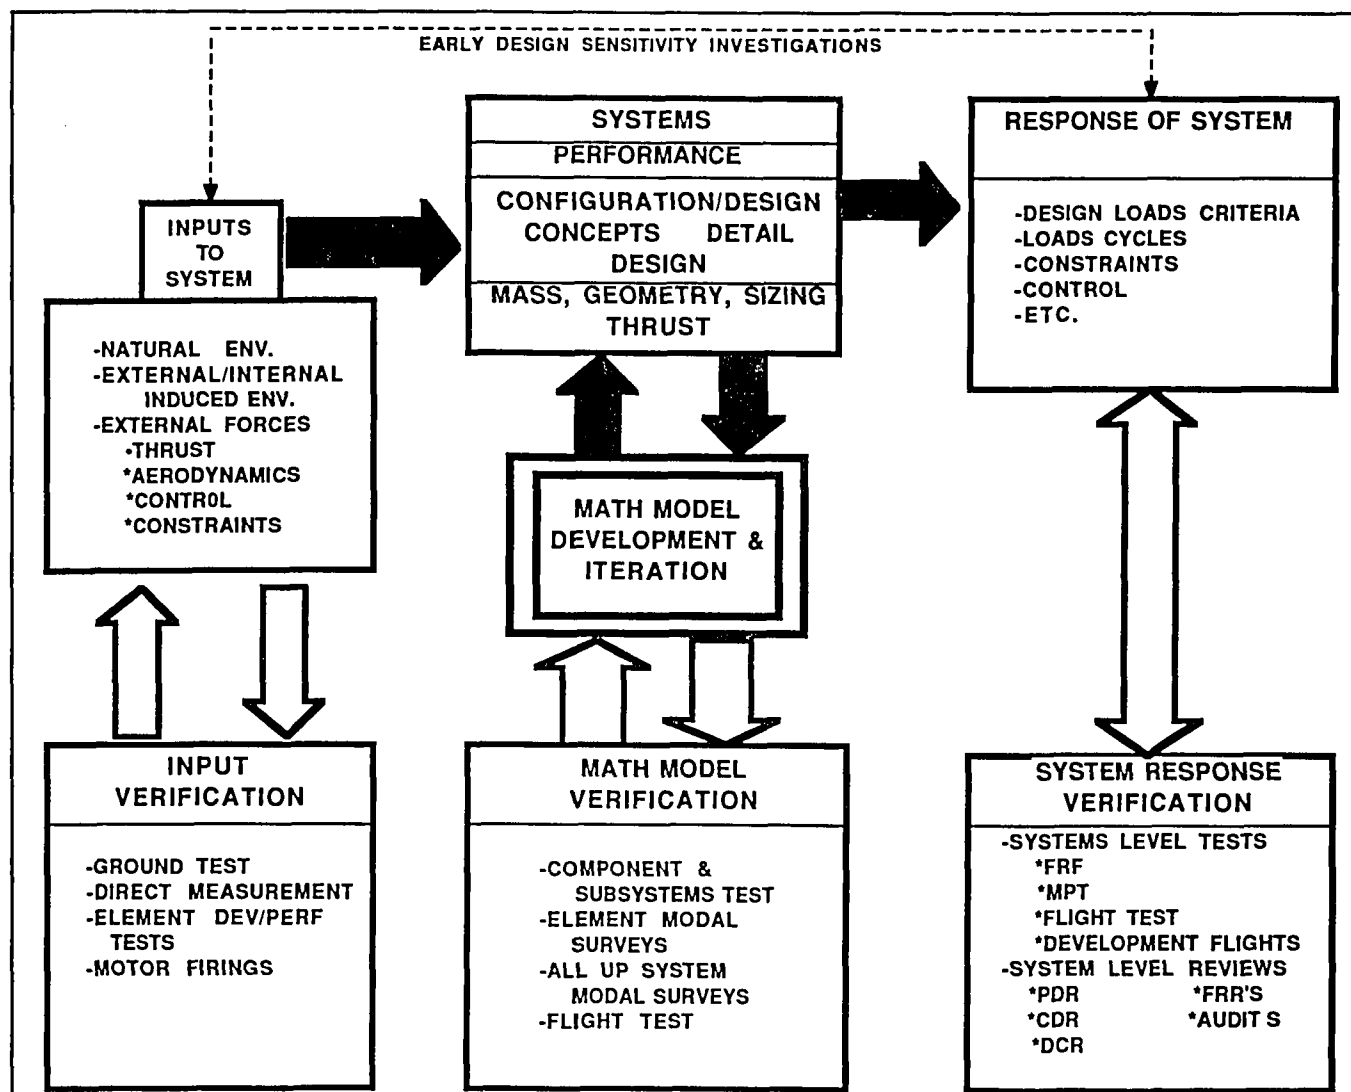 EARLY DESIGN SENSITIVITY INVESTIGATIONS
INPUTS
TO
SYSTEM
-NATURAL ENV.
-EXTERNAL/INTERNAL
INDUCED ENV.
-EXTERNAL FORCES
•THRUST
*AERODYNAMICS
*CONTROL
*CONSTRAINTS
SYSTEMS
PERFORMANCE
CONFIGURATION/DESIGN
CONCEPTS DETAIL
DESIGN
MASS, GEOMETRY, SIZING
THRUST
RESPONSE OF SYSTEM
-DESIGN LOADS CRITERIA
-LOADS CYCLES
-CONSTRAINTS
-CONTROL
-ETC.
MATH MODEL
DEVELOPMENT &
ITERATION
INPUT
VERIFICATION
-GROUND TEST
-DIRECT MEASUREMENT
-ELEMENT DEV/PERF
TESTS
-MOTOR FIRINGS
MATH MODEL
VERIFICATION
-COMPONENT &
SUBSYSTEMS TEST
-ELEMENT MODAL
SURVEYS
-ALL UP SYSTEM
MODAL SURVEYS
-FLIGHT TEST
SYSTEM RESPONSE
VERIFICATION
-SYSTEMS LEVEL TESTS
*FRF
*MPT
*FLIGHT TEST
*DEVELOPMENT FLIGHTS
-SYSTEM LEVEL REVIEWS
*PDR *FRR'S
*CDR *AUDIT S
*DCR